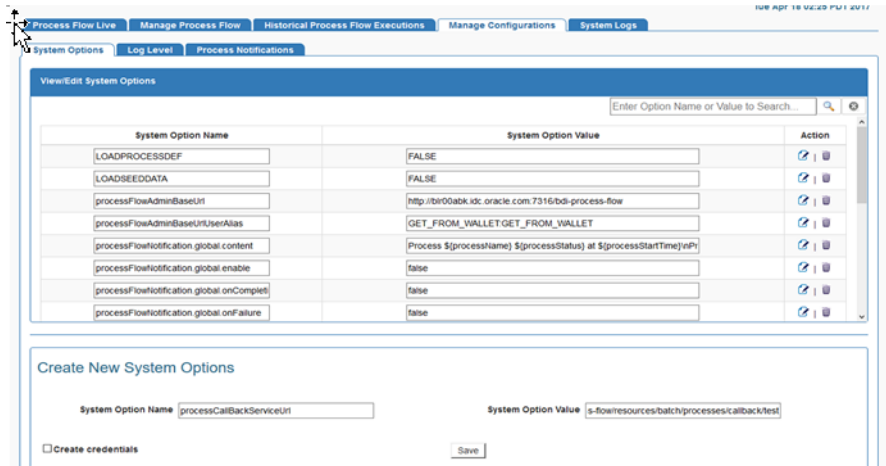 Tue Apr 18 02:25 PDT 2017
Process Flow Live Manage Process Flow Historical Process Flow Executions Manage Configurations System Logs
System Options Log Level Process Notifications
View/Edit System Options
Enter Option Name or Value to Search...
System Option Name System Option Value Action
LOADPROCESSDEF FALSE |
LOADSEEDDATA FALSE |
processFlowAdminBaseUrl http://blr00abk.idc.oracle.com:7316/bdi-process-flow |
processFlowAdminBaseUrlUserAlias GET_FROM_WALLET:GET_FROM_WALLET |
processFlowNotification.global.content Process ${processName} ${processStatus} at ${processStartTime}\nPr |
processFlowNotification.global.enable false |
processFlowNotification.global.onCompleti false |
processFlowNotification.global.onFailure false |
Create New System Options
System Option Name processCallBackServiceUrl System Option Value s-flow/resources/batch/processes/callback/test
Create credentials Save